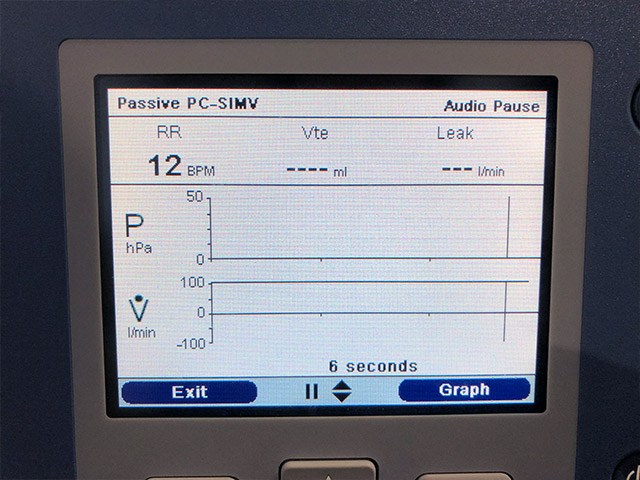 Passive PC-SIMV Audio Pause
RR Vte Leak
12 BPM ---- ml --- l/min
50
P
hPa
0
100
V̇
0
l/min
-100
6 seconds
Exit Graph